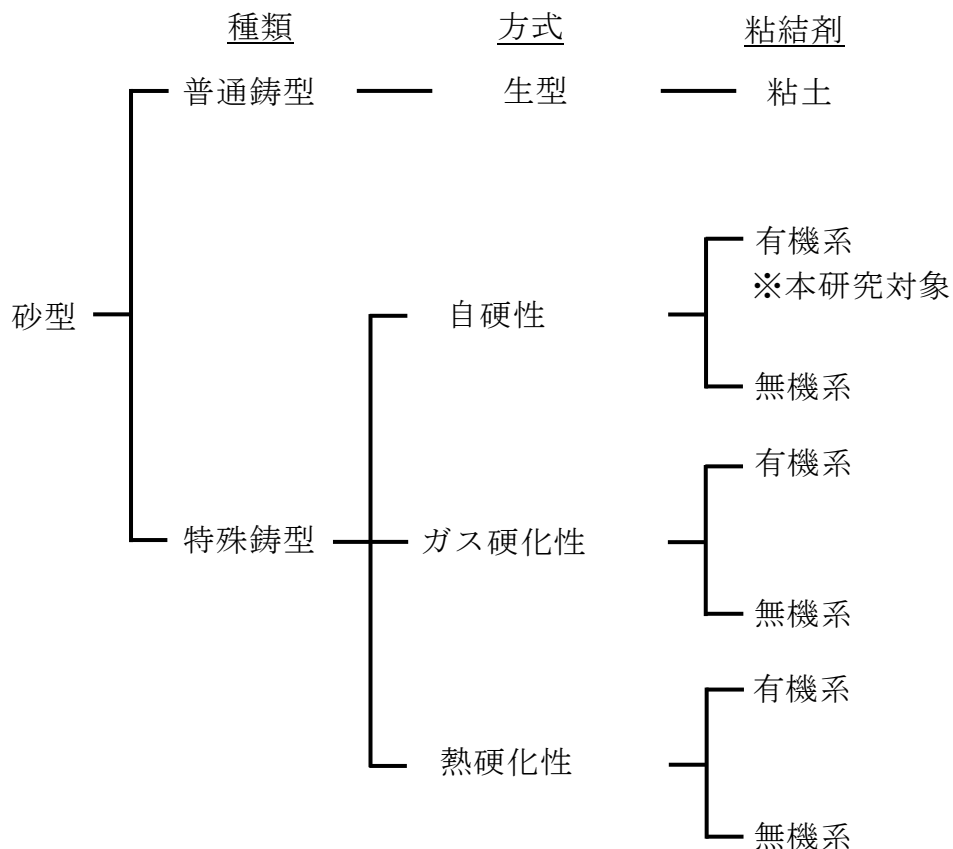 種類 方式 粘結剤
普通鋳型 生型 粘土
有機系
※本研究対象
砂型 自硬性
無機系
有機系
特殊鋳型 ガス硬化性
無機系
有機系
熱硬化性
無機系